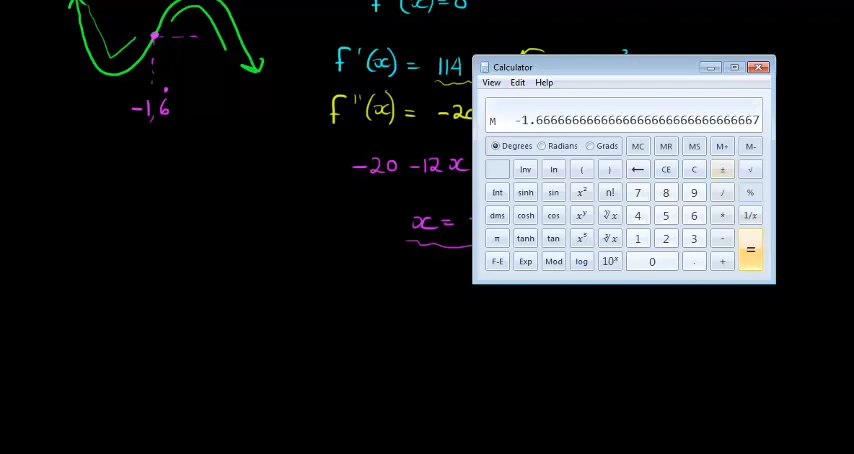 f (x) = 0
f'(x) = 114
f"(x) = -20
-20 -12x
x =
-1,6
Calculator
View Edit Help
M -1.6666666666666666666666666666667
Degrees Radians Grads MC MR MS M+ M-
Inv ln ( ) ← CE C ± √
Int sinh sin x² n! 7 8 9 / %
dms cosh cos xʸ ʸ√x 4 5 6 * 1/x
π tanh tan x³ ³√x 1 2 3 - =
F-E Exp Mod log 10ˣ 0 . +